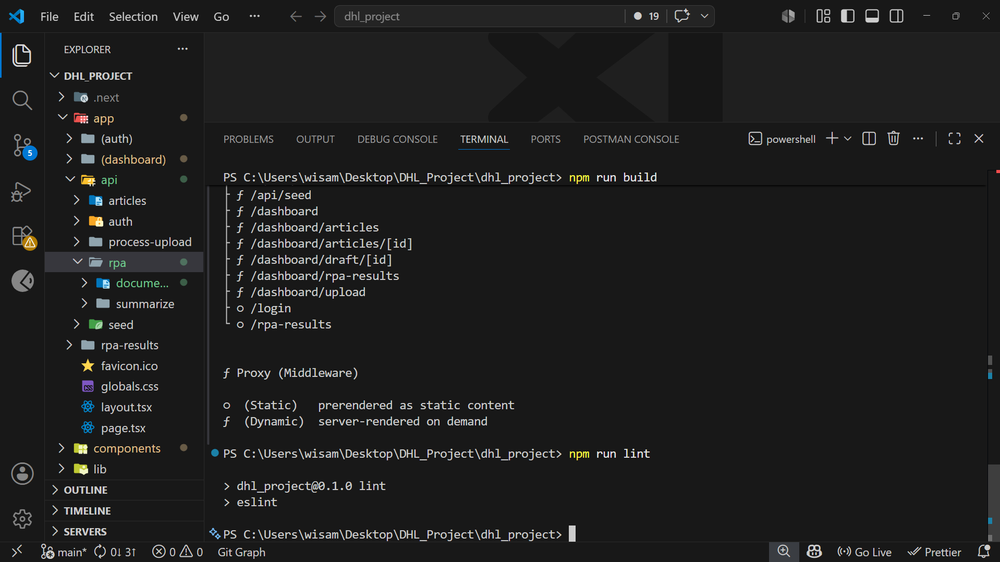 File Edit Selection View Go
dhl_project
19
EXPLORER
DHL_PROJECT
.next
app
(auth)
(dashboard)
api
articles
auth
process-upload
rpa
docume...
summarize
seed
rpa-results
favicon.ico
globals.css
layout.tsx
page.tsx
components
lib
OUTLINE
TIMELINE
SERVERS
5
PROBLEMS OUTPUT DEBUG CONSOLE TERMINAL PORTS POSTMAN CONSOLE
powershell
PS C:\Users\wisam\Desktop\DHL_Project\dhl_project> npm run build
├ ƒ /api/seed
├ ƒ /dashboard
├ ƒ /dashboard/articles
├ ƒ /dashboard/articles/[id]
├ ƒ /dashboard/draft/[id]
├ ƒ /dashboard/rpa-results
├ ƒ /dashboard/upload
├ ○ /login
└ ○ /rpa-results
ƒ Proxy (Middleware)
○ (Static) prerendered as static content
ƒ (Dynamic) server-rendered on demand
PS C:\Users\wisam\Desktop\DHL_Project\dhl_project> npm run lint
> dhl_project@0.1.0 lint
> eslint
PS C:\Users\wisam\Desktop\DHL_Project\dhl_project>
main* 0↓ 3↑ 0 0 Git Graph Go Live Prettier